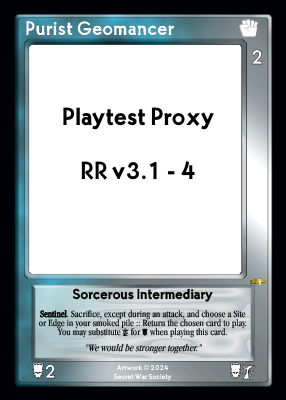 Purist Geomancer
2
Playtest Proxy
RR v3.1 - 4
Sorcerous Intermediary
Sentinel. Sacrifice, except during an attack, and choose a Site
or Edge in your smoked pile :: Return the chosen card to play.
You may substitute for when playing this card.
"We would be stronger together."
2
Artwork © 2024
Secret War Society